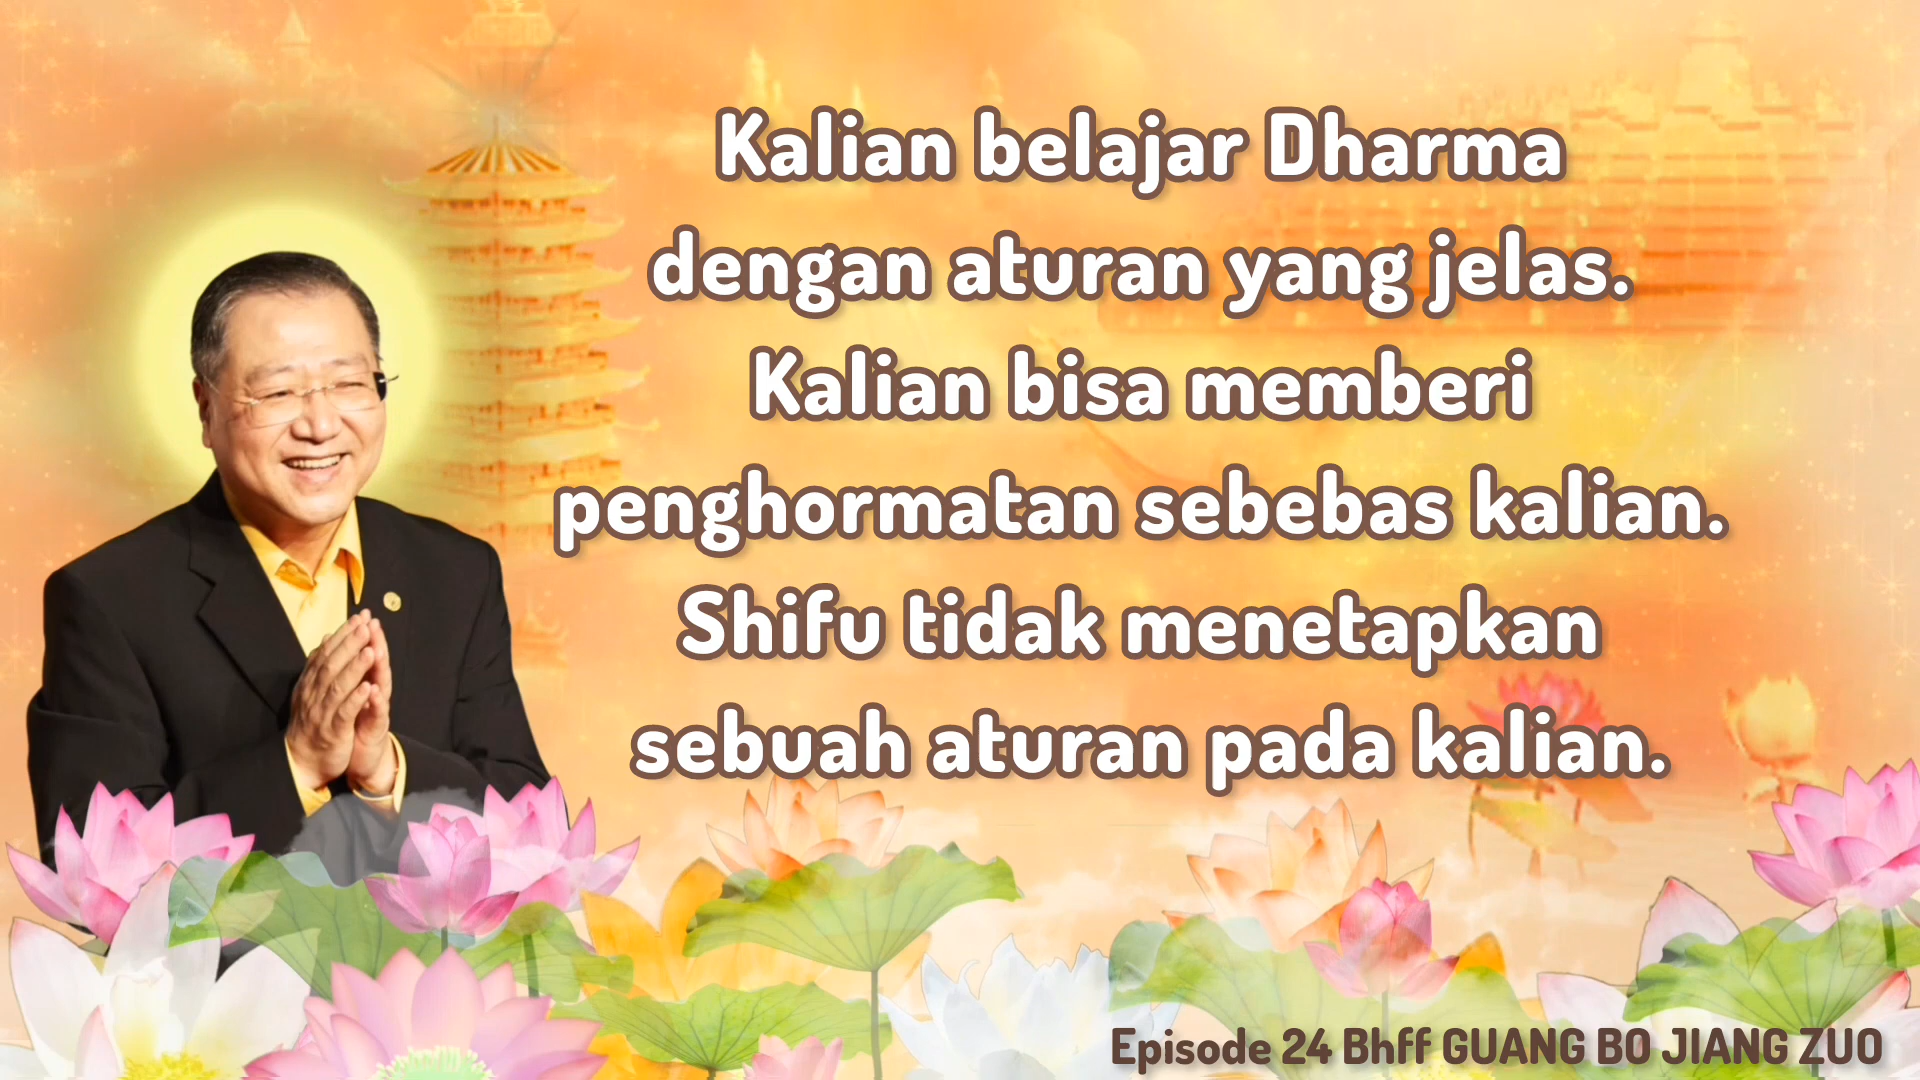 Kalian belajar Dharma
dengan aturan yang jelas.
Kalian bisa memberi
penghormatan sebebas kalian.
Shifu tidak menetapkan
sebuah aturan pada kalian.
Episode 24 Bhff GUANG BO JIANG ZUO